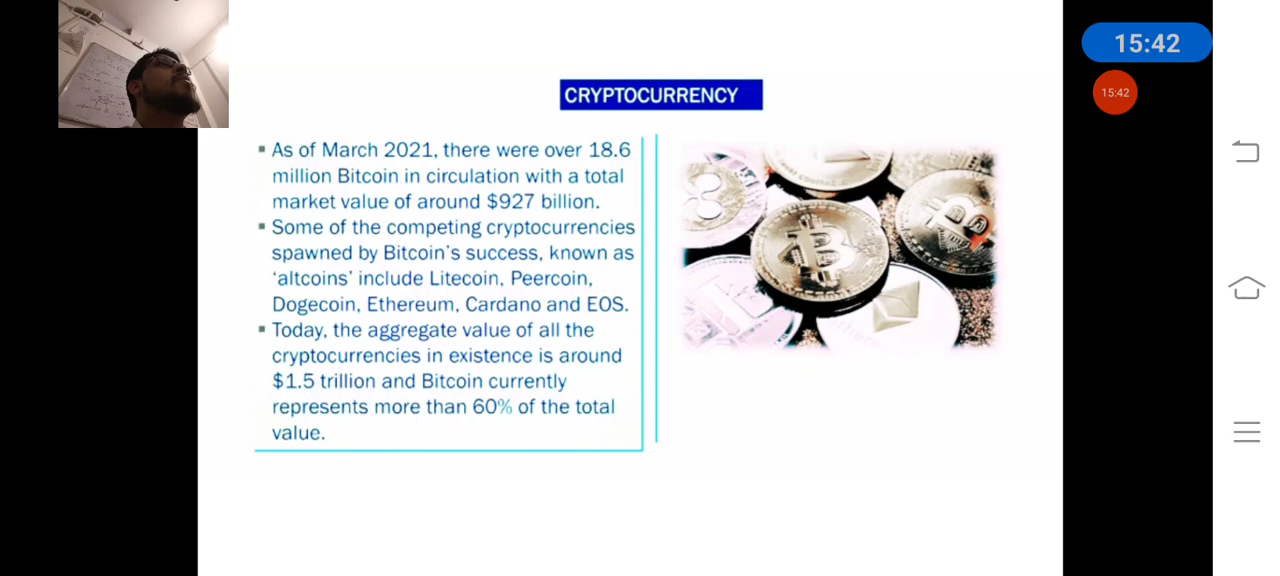 15:42
15:42
CRYPTOCURRENCY
▪ As of March 2021, there were over 18.6
million Bitcoin in circulation with a total
market value of around $927 billion.
▪ Some of the competing cryptocurrencies
spawned by Bitcoin's success, known as
'altcoins' include Litecoin, Peercoin,
Dogecoin, Ethereum, Cardano and EOS.
▪ Today, the aggregate value of all the
cryptocurrencies in existence is around
$1.5 trillion and Bitcoin currently
represents more than 60% of the total
value.